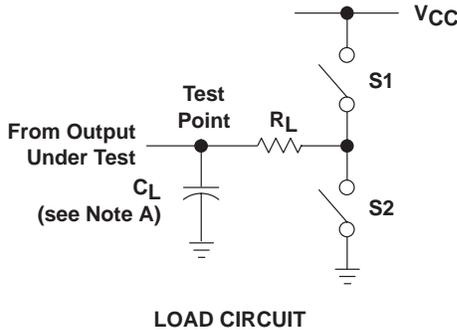 VCC
S1
Test
Point
RL
From Output
Under Test
CL
(see Note A)
S2
LOAD CIRCUIT